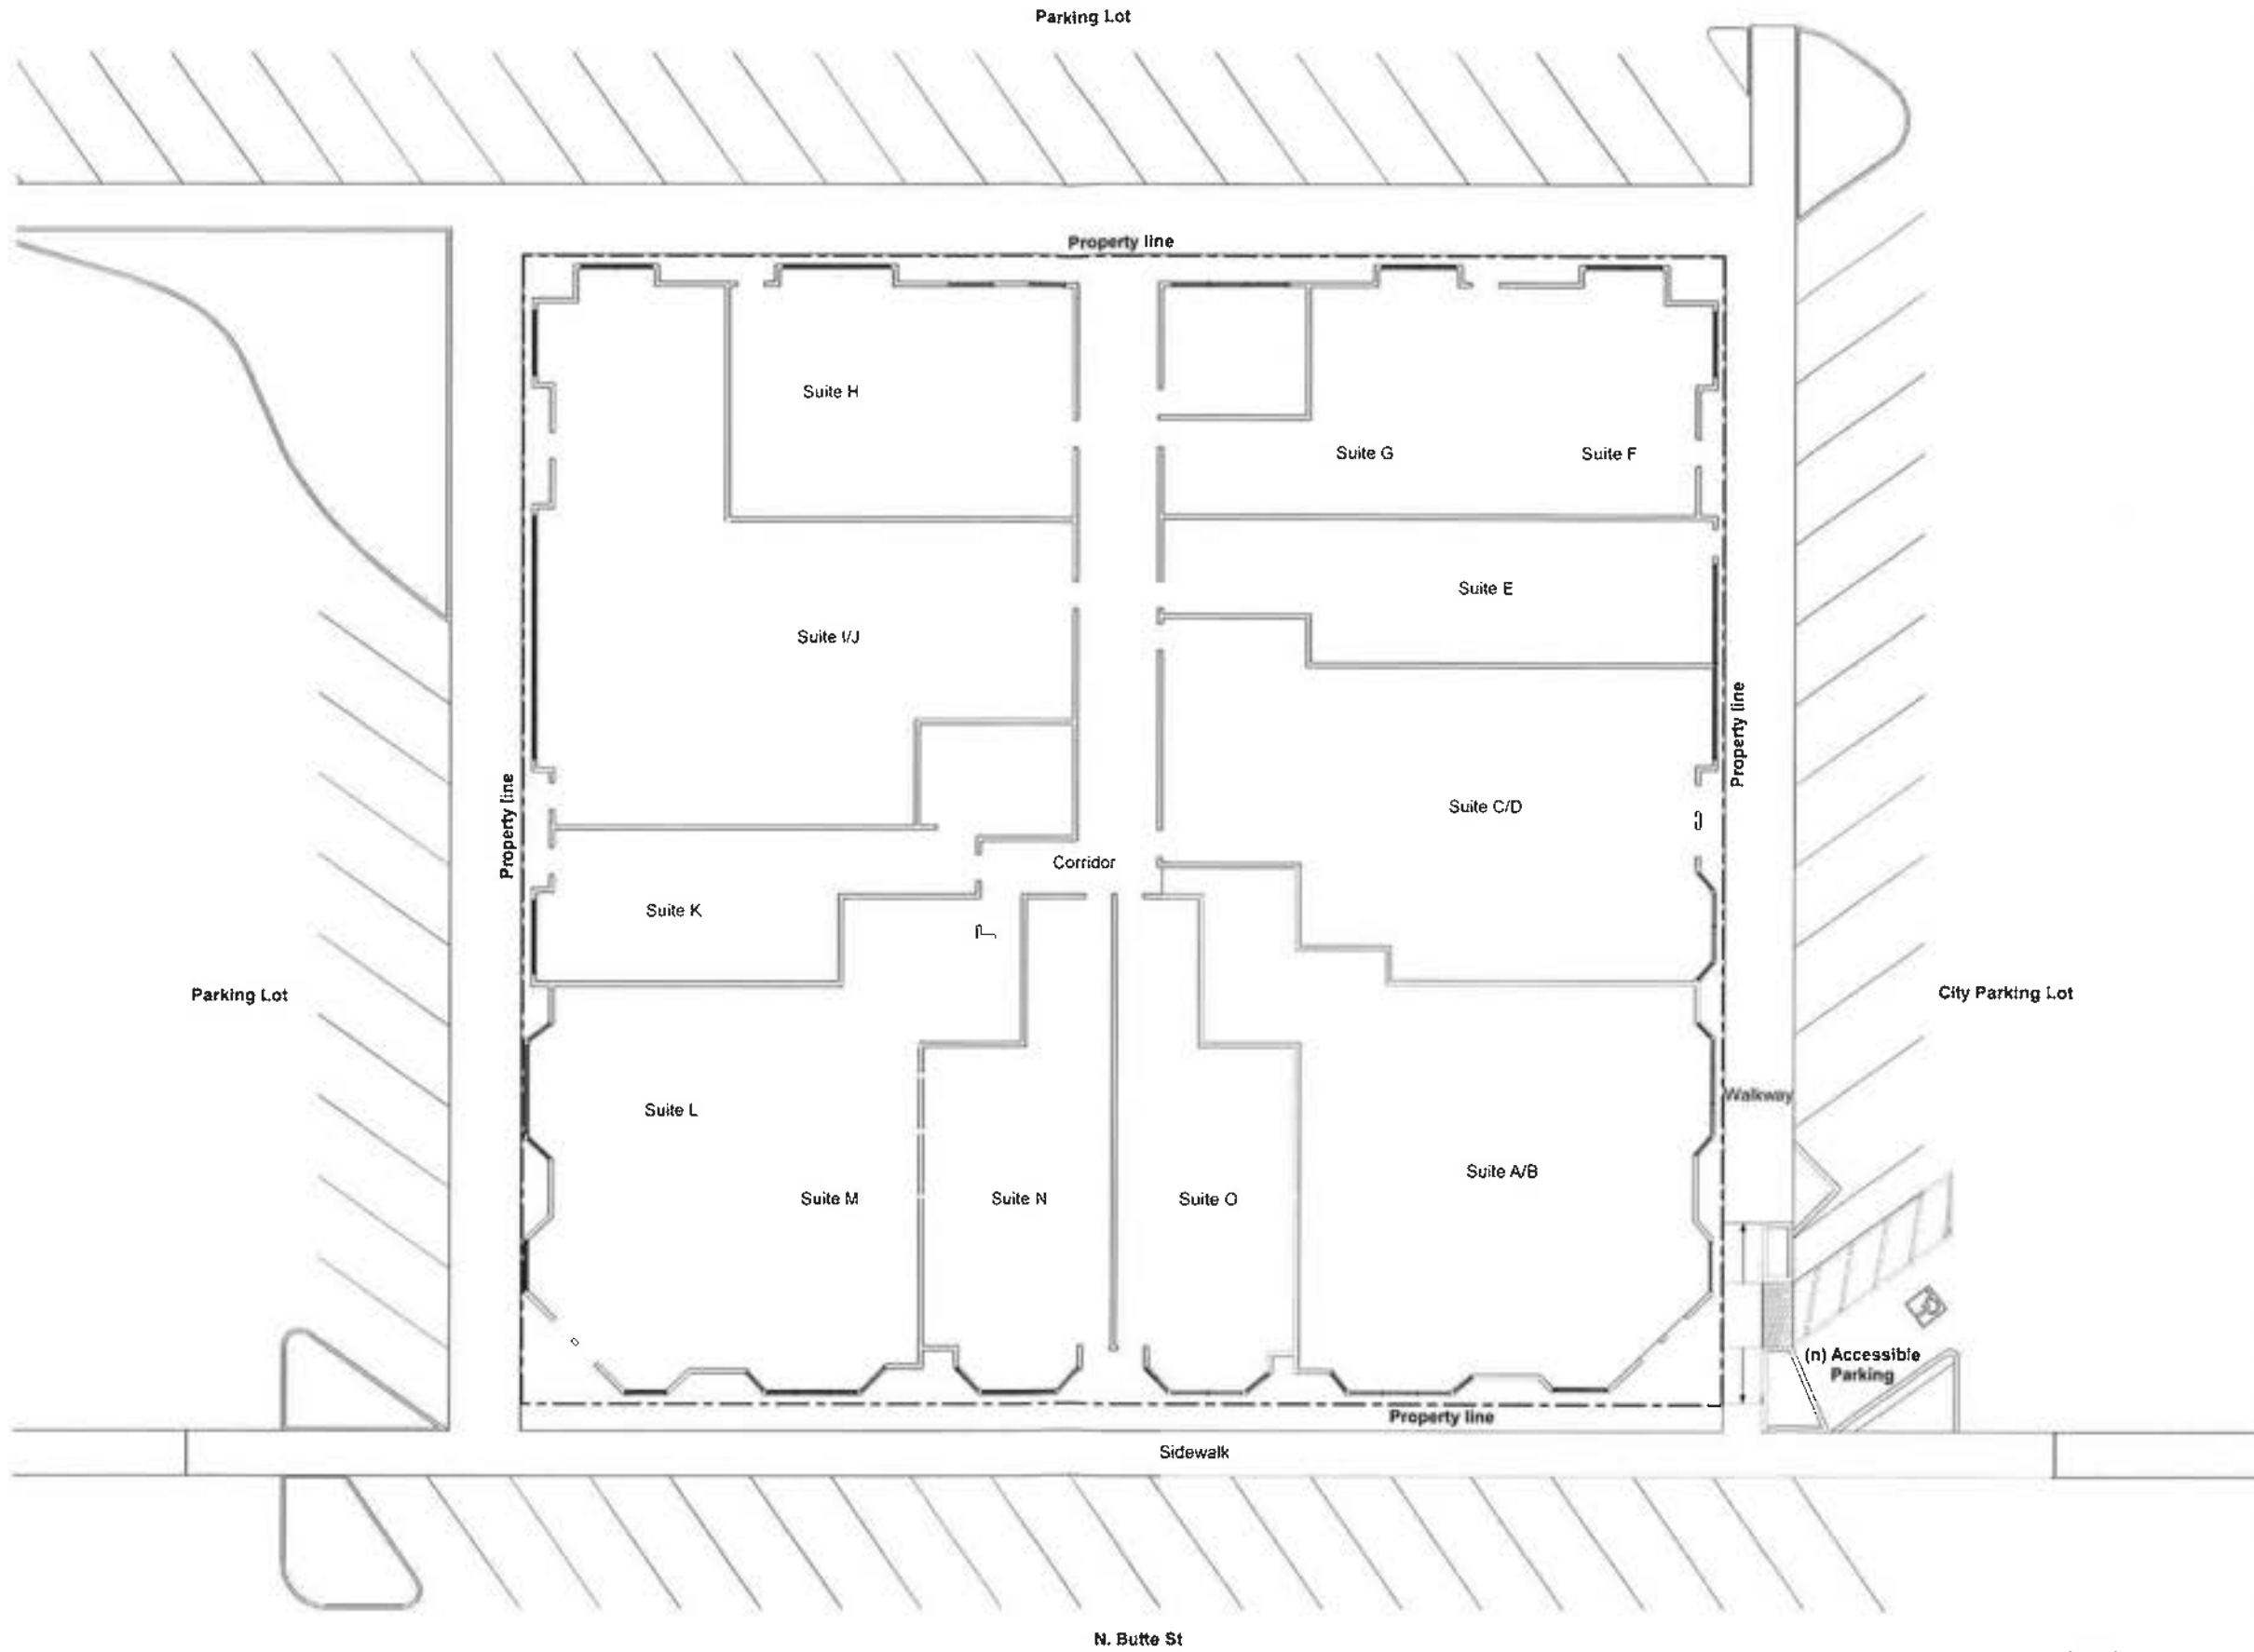 Parking Lot
Property line
Suite H
Suite G
Suite F
Suite E
Suite I/J
Property line
Property line
Suite C/D
Corridor
Suite K
Parking Lot
City Parking Lot
Walkway
Suite L
Suite A/B
Suite M
Suite N
Suite O
(n) Accessible
Parking
Property line
Sidewalk
N. Butte St